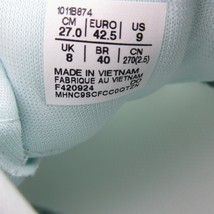 1011B874
CM EURO US
27.0 42.5 9
UK BR CN
8 40 270(2.5)
MADE IN VIETNAM
FABRIQUE AU VIETNAM
F420924 DD